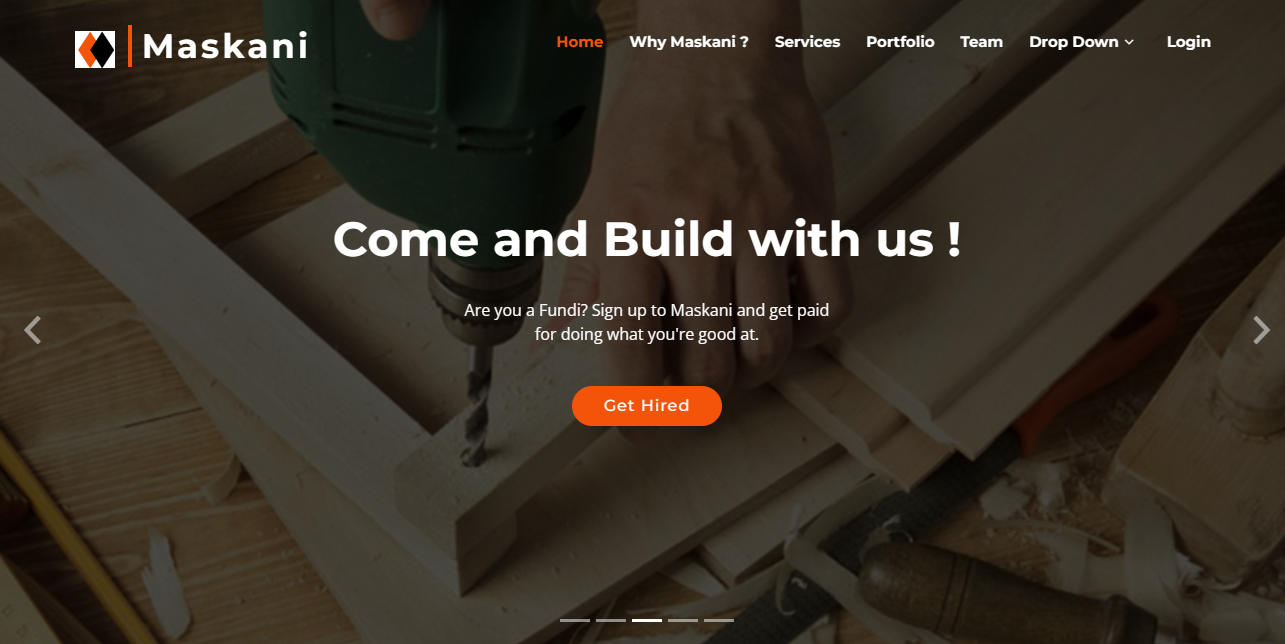 Maskani
Home
Why Maskani ?
Services
Portfolio
Team
Drop Down
Login
Come and Build with us !
Are you a Fundi? Sign up to Maskani and get paid
for doing what you're good at.
Get Hired